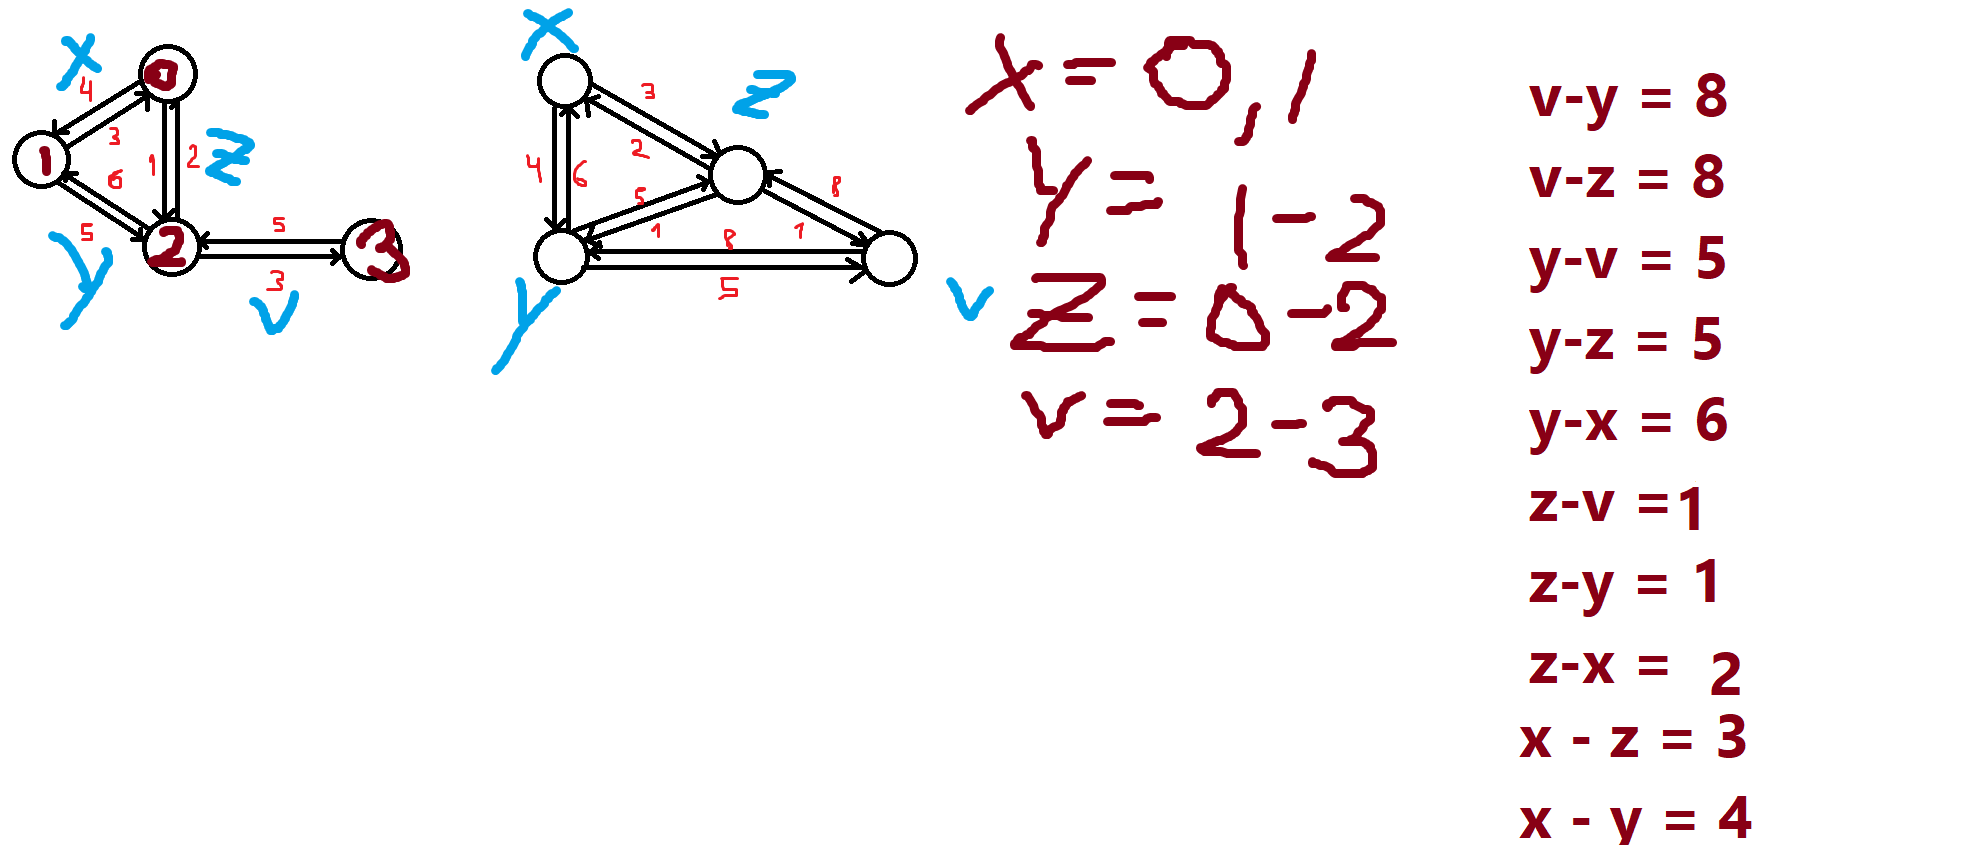 x
0
4
3
1
6
z
1
2
5
y
2
5
3
3
v
x
3
z
2
4
6
5
1
8
1
8
5
y
v
x = 0, 1
y = 1 - 2
z = 0 - 2
v = 2 - 3
v-y = 8
v-z = 8
y-v = 5
y-z = 5
y-x = 6
z-v =1
z-y = 1
z-x = 2
x - z = 3
x - y = 4